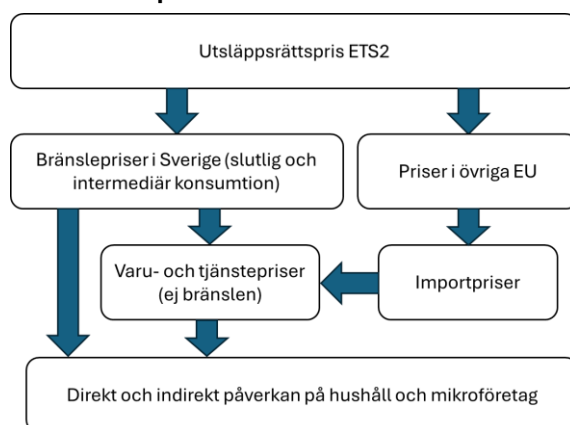 Utsläppsrättspris ETS2
Bränslepriser i Sverige (slutlig och
intermediär konsumtion)
Priser i övriga EU
Varu- och tjänstepriser
(ej bränslen)
Importpriser
Direkt och indirekt påverkan på hushåll och mikroföretag